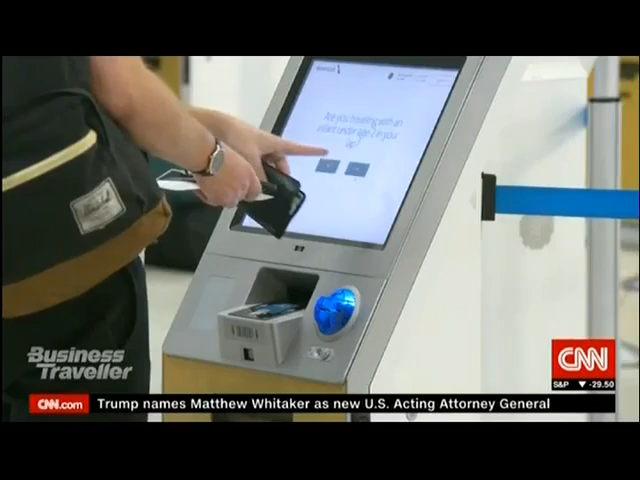 Are you traveling with an
infant under age 2 in your
lap?
hp
Business
Traveller
CNN
S&P ▼ -29.50
CNN.com Trump names Matthew Whitaker as new U.S. Acting Attorney General